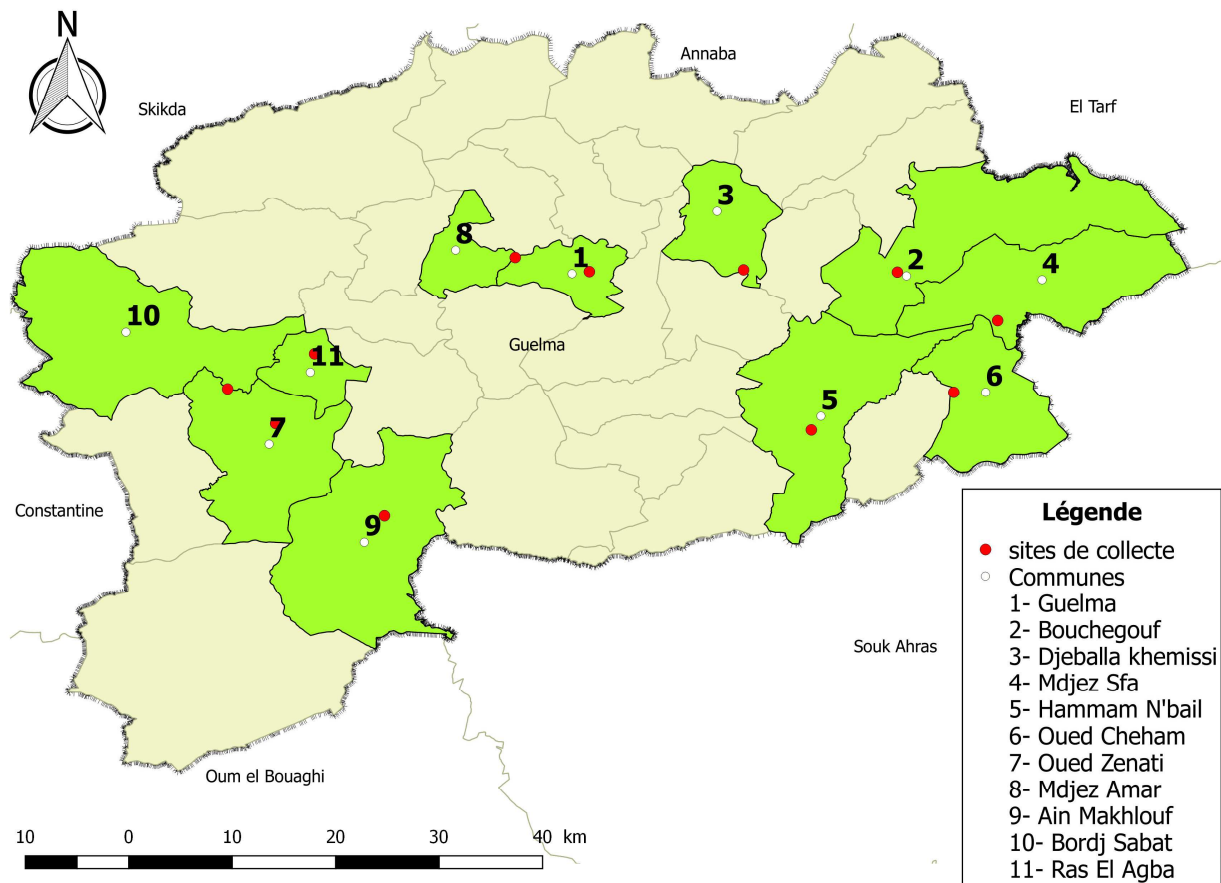 N
Annaba
Skikda
El Tarf
3
8
1
2
4
10
Guelma
11
6
5
7
Constantine
9
Souk Ahras
Oum el Bouaghi
10 0 10 20 30 40 km
Légende
sites de collecte
Communes
1- Guelma
2- Bouchegouf
3- Djeballa khemissi
4- Mdjez Sfa
5- Hammam N'bail
6- Oued Cheham
7- Oued Zenati
8- Mdjez Amar
9- Ain Makhlouf
10- Bordj Sabat
11- Ras El Agba